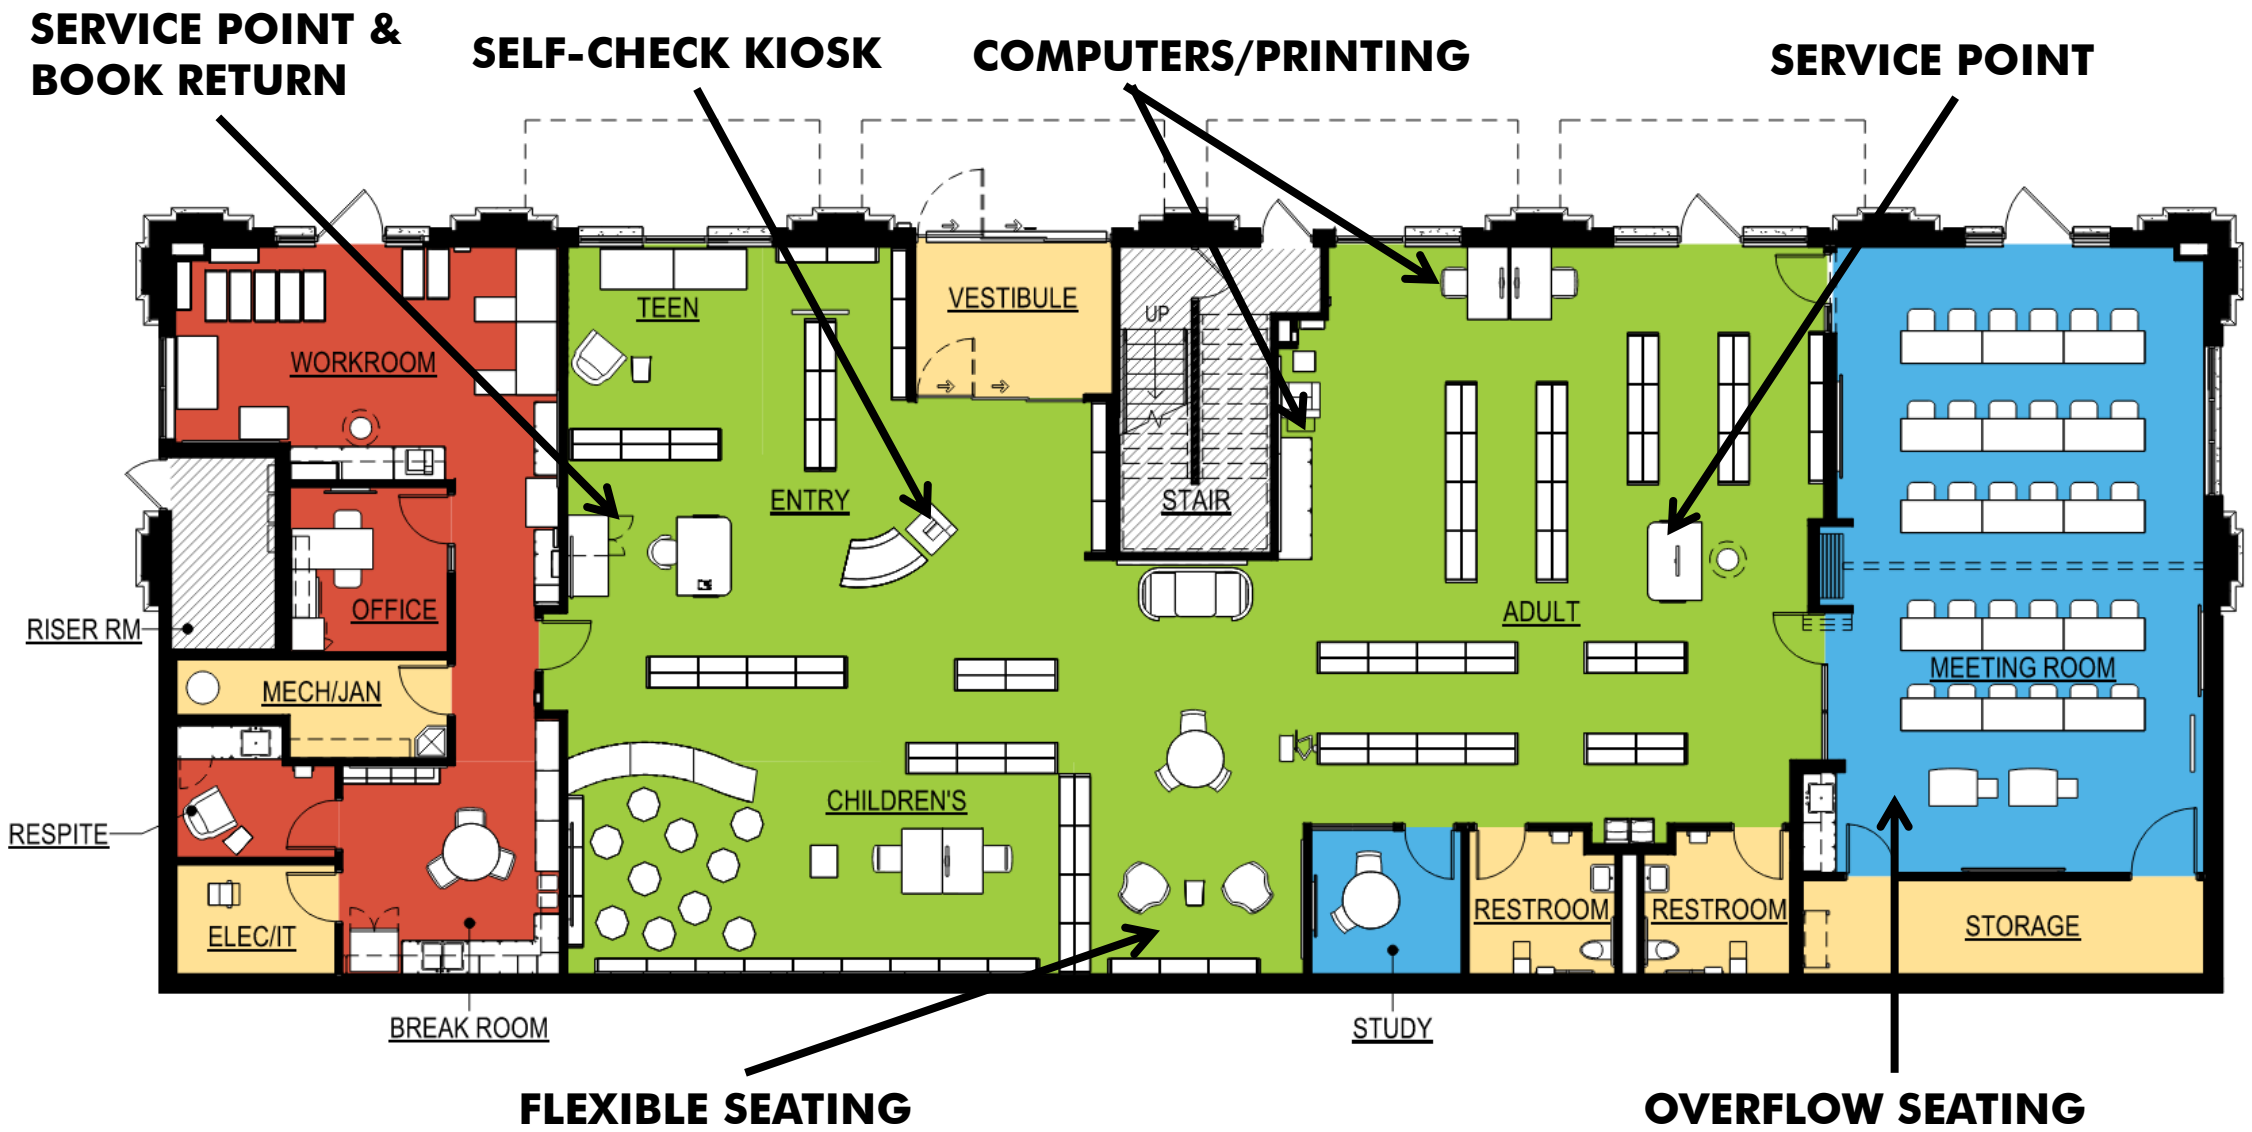 SERVICE POINT &
BOOK RETURN
SELF-CHECK KIOSK
COMPUTERS/PRINTING
SERVICE POINT
TEEN
VESTIBULE
UP
WORKROOM
ENTRY
STAIR
OFFICE
ADULT
RISER RM
MEETING ROOM
MECH/JAN
CHILDREN'S
RESPITE
RESTROOM
RESTROOM
STORAGE
ELEC/IT
BREAK ROOM
STUDY
FLEXIBLE SEATING
OVERFLOW SEATING